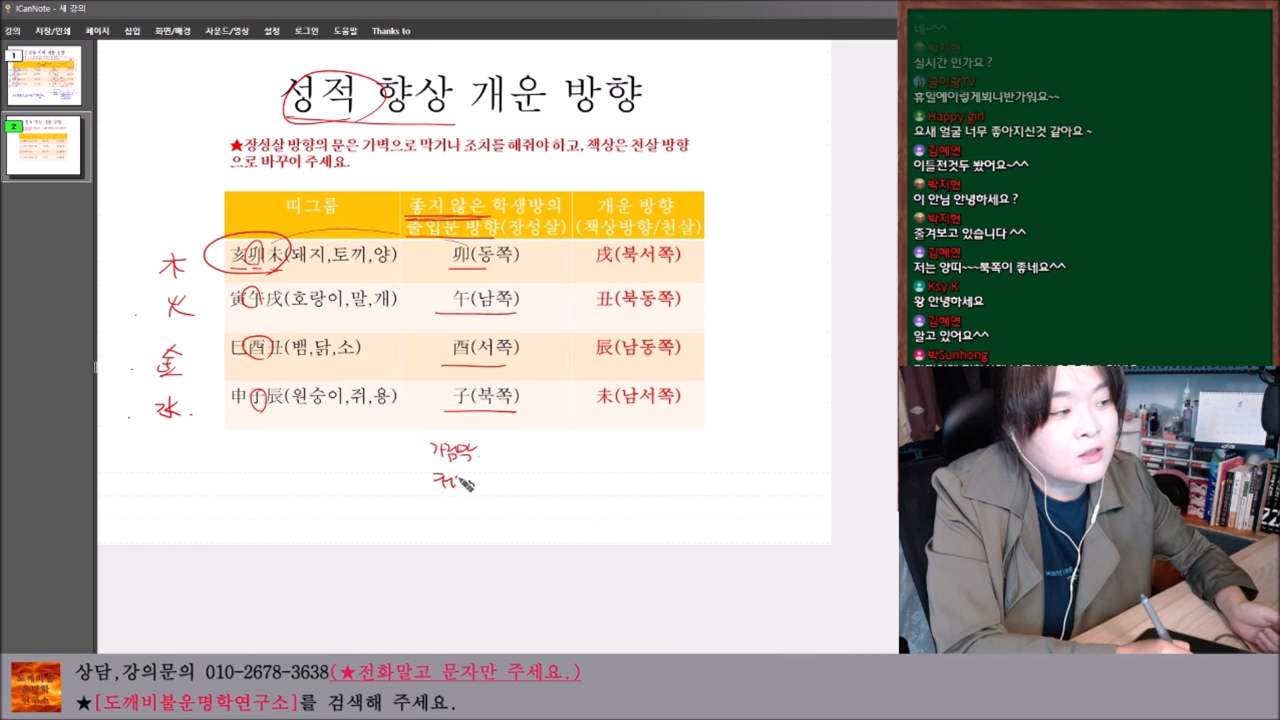 ICanNote - 새 강의
강의 저장/인쇄 페이지 삽입 화면/배경 사운드/영상 설정 로그인 도움말 Thanks to
1
2
성적 향상 개운 방향
★장성살 방향의 문은 가벽으로 막거나 조치를 해줘야 하고, 책상은 천살 방향
으로 바꾸어 주세요.
띠그룹
좋지 않은 학생방의
출입문 방향(장성살)
개운 방향
(책상방향/천살)
木 亥卯未(돼지,토끼,양) 卯(동쪽) 戌(북서쪽)
火 寅午戌(호랑이,말,개) 午(남쪽) 丑(북동쪽)
金 巳酉丑(뱀,닭,소) 酉(서쪽) 辰(남동쪽)
水 申子辰(원숭이,쥐,용) 子(북쪽) 未(남서쪽)
가림막
네~^^
박지현
실시간 인가요?
금이랑TV
휴일에이렇게뵈니반가워요~~
Happy girl
요새 얼굴 너무 좋아지신것 같아요 ~
김혜연
이틀전것두 봤어요~^^
박지현
이 안님 안녕하세요?
박지현
줄겨보고 있습니다 ^^
김혜연
저는 양띠~~~북쪽이 좋네요^^
Ksy K
왕 안녕하세요
김혜연
알고 있어요^^
박Sunhong
상담,강의문의 010-2678-3638(★전화말고 문자만 주세요.)
★[도깨비불운명학연구소]를 검색해 주세요.